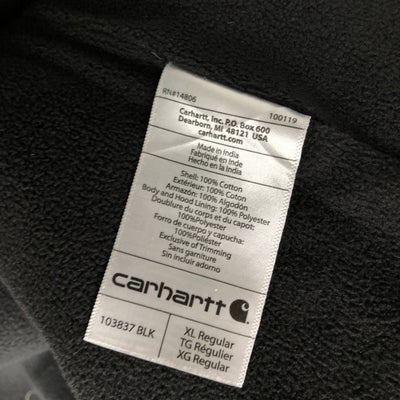 RN#14806 100119
Carhartt, Inc. P.O. Box 600
Dearborn, MI 48121 USA
carhartt.com
Made in India
Fabriqué en Inde
Hecho en la India
Shell: 100% Cotton
Extérieur: 100% Coton
Armazón: 100% Algodón
Body and Hood Lining: 100% Polyester
Doublure du corps et du capot:
100% Polyester
Forro de cuerpo y capucha:
100% Poliéster
Exclusive of Trimming
Sans garniture
Sin incluir adorno
carhartt
103837 BLK
XL Regular
TG Régulier
XG Regular